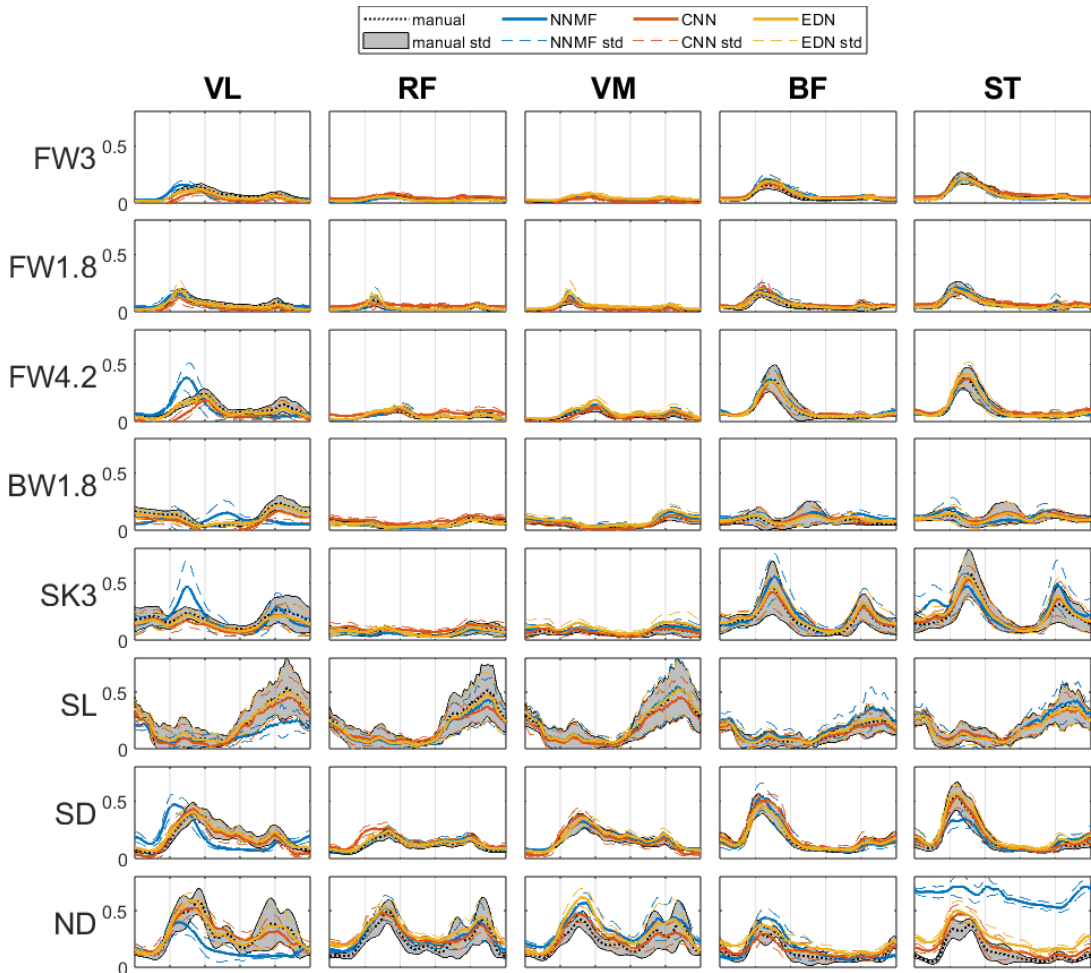 manual NNMF CNN EDN
manual std NNMF std CNN std EDN std
VL RF VM BF ST
FW3 0.5
0
FW1.8 0.5
0
FW4.2 0.5
0
BW1.8 0.5
0
SK3 0.5
0
SL 0.5
0
SD 0.5
0
ND 0.5
0